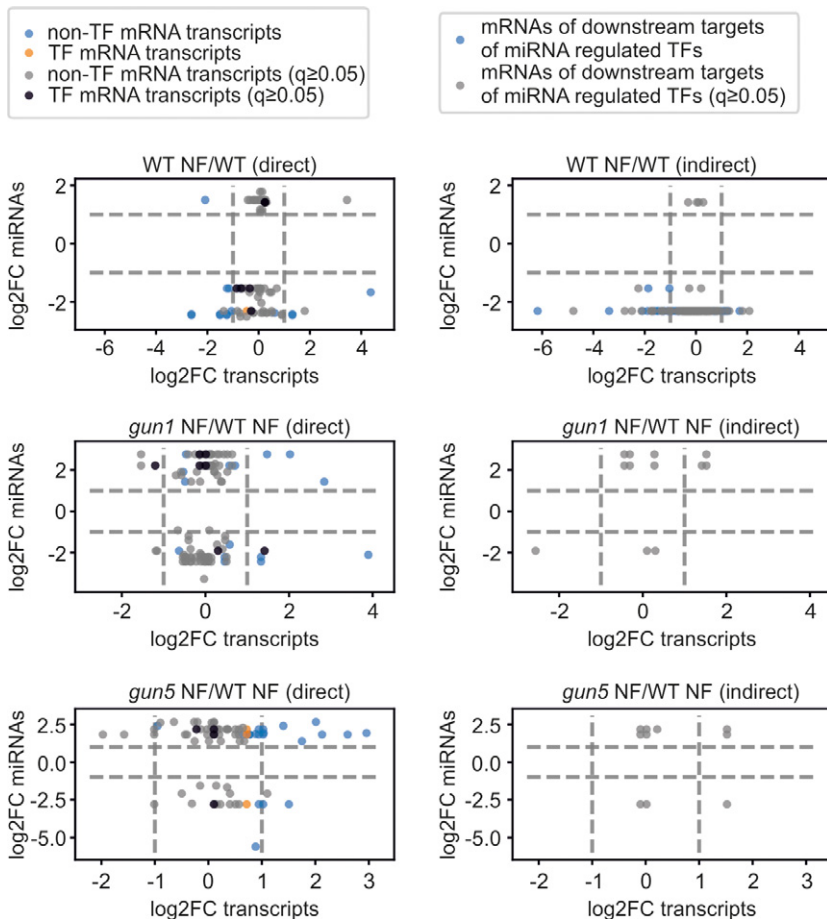 non-TF mRNA transcripts
TF mRNA transcripts
non-TF mRNA transcripts (q≥0.05)
TF mRNA transcripts (q≥0.05)
mRNAs of downstream targets
of miRNA regulated TFs
mRNAs of downstream targets
of miRNA regulated TFs (q≥0.05)
WT NF/WT (direct)
log2FC miRNAs
2
0
-2
-6 -4 -2 0 2 4
log2FC transcripts
WT NF/WT (indirect)
log2FC miRNAs
2
0
-2
-6 -4 -2 0 2 4
log2FC transcripts
gun1 NF/WT NF (direct)
log2FC miRNAs
2
0
-2
-2 0 2 4
log2FC transcripts
gun1 NF/WT NF (indirect)
log2FC miRNAs
2
0
-2
-2 0 2 4
log2FC transcripts
gun5 NF/WT NF (direct)
log2FC miRNAs
2.5
0.0
-2.5
-5.0
-2 -1 0 1 2 3
log2FC transcripts
gun5 NF/WT NF (indirect)
log2FC miRNAs
2.5
0.0
-2.5
-5.0
-2 -1 0 1 2 3
log2FC transcripts